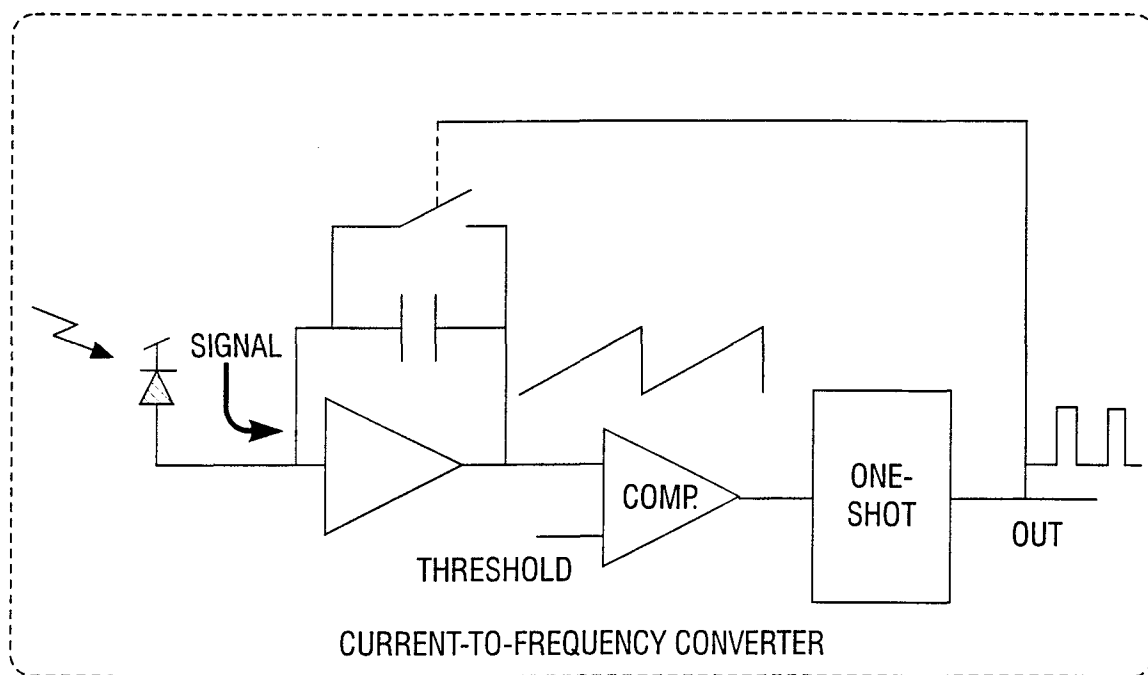 SIGNAL
COMP.
THRESHOLD
ONE-
SHOT
OUT
CURRENT-TO-FREQUENCY CONVERTER